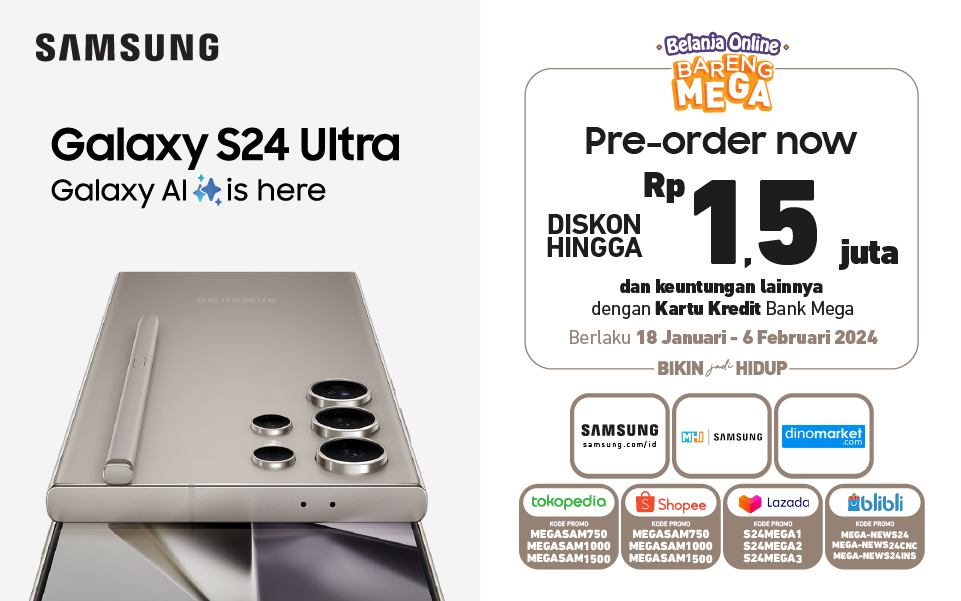 SAMSUNG
Galaxy S24 Ultra
Galaxy AI is here
SAMSUNG
Belanja Online
BARENG
MEGA
Pre-order now
DISKON HINGGA Rp 1,5 juta
dan keuntungan lainnya
dengan Kartu Kredit Bank Mega
Berlaku 18 Januari - 6 Februari 2024
BIKIN jadi HIDUP
SAMSUNG
samsung.com/id
MHI | SAMSUNG
dinomarket
.com
tokopedia
KODE PROMO
MEGASAM750
MEGASAM1000
MEGASAM1500
Shopee
KODE PROMO
MEGASAM750
MEGASAM1000
MEGASAM1500
Lazada
KODE PROMO
S24MEGA1
S24MEGA2
S24MEGA3
blibli
KODE PROMO
MEGA-NEWS24
MEGA-NEWS24CNC
MEGA-NEWS24INS